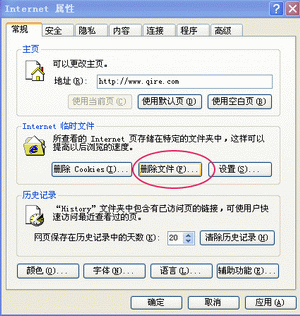 Internet 属性
常规 安全 隐私 内容 连接 程序 高级
主页
可以更改主页。
地址(R): http://www.qire.com
使用当前页(C) 使用默认页(D) 使用空白页(B)
Internet 临时文件
所查看的 Internet 页存储在特定的文件夹中，这样可以
提高以后浏览的速度。
删除 Cookies(I)... 删除文件(F)... 设置(S)...
历史记录
“History”文件夹中包含有已访问页的链接，可使用户快
速访问最近查看过的页。
网页保存在历史记录中的天数(K): 20 清除历史记录(H)
颜色(O)... 字体(N)... 语言(L)... 辅助功能(E)...
确定 取消 应用(A)